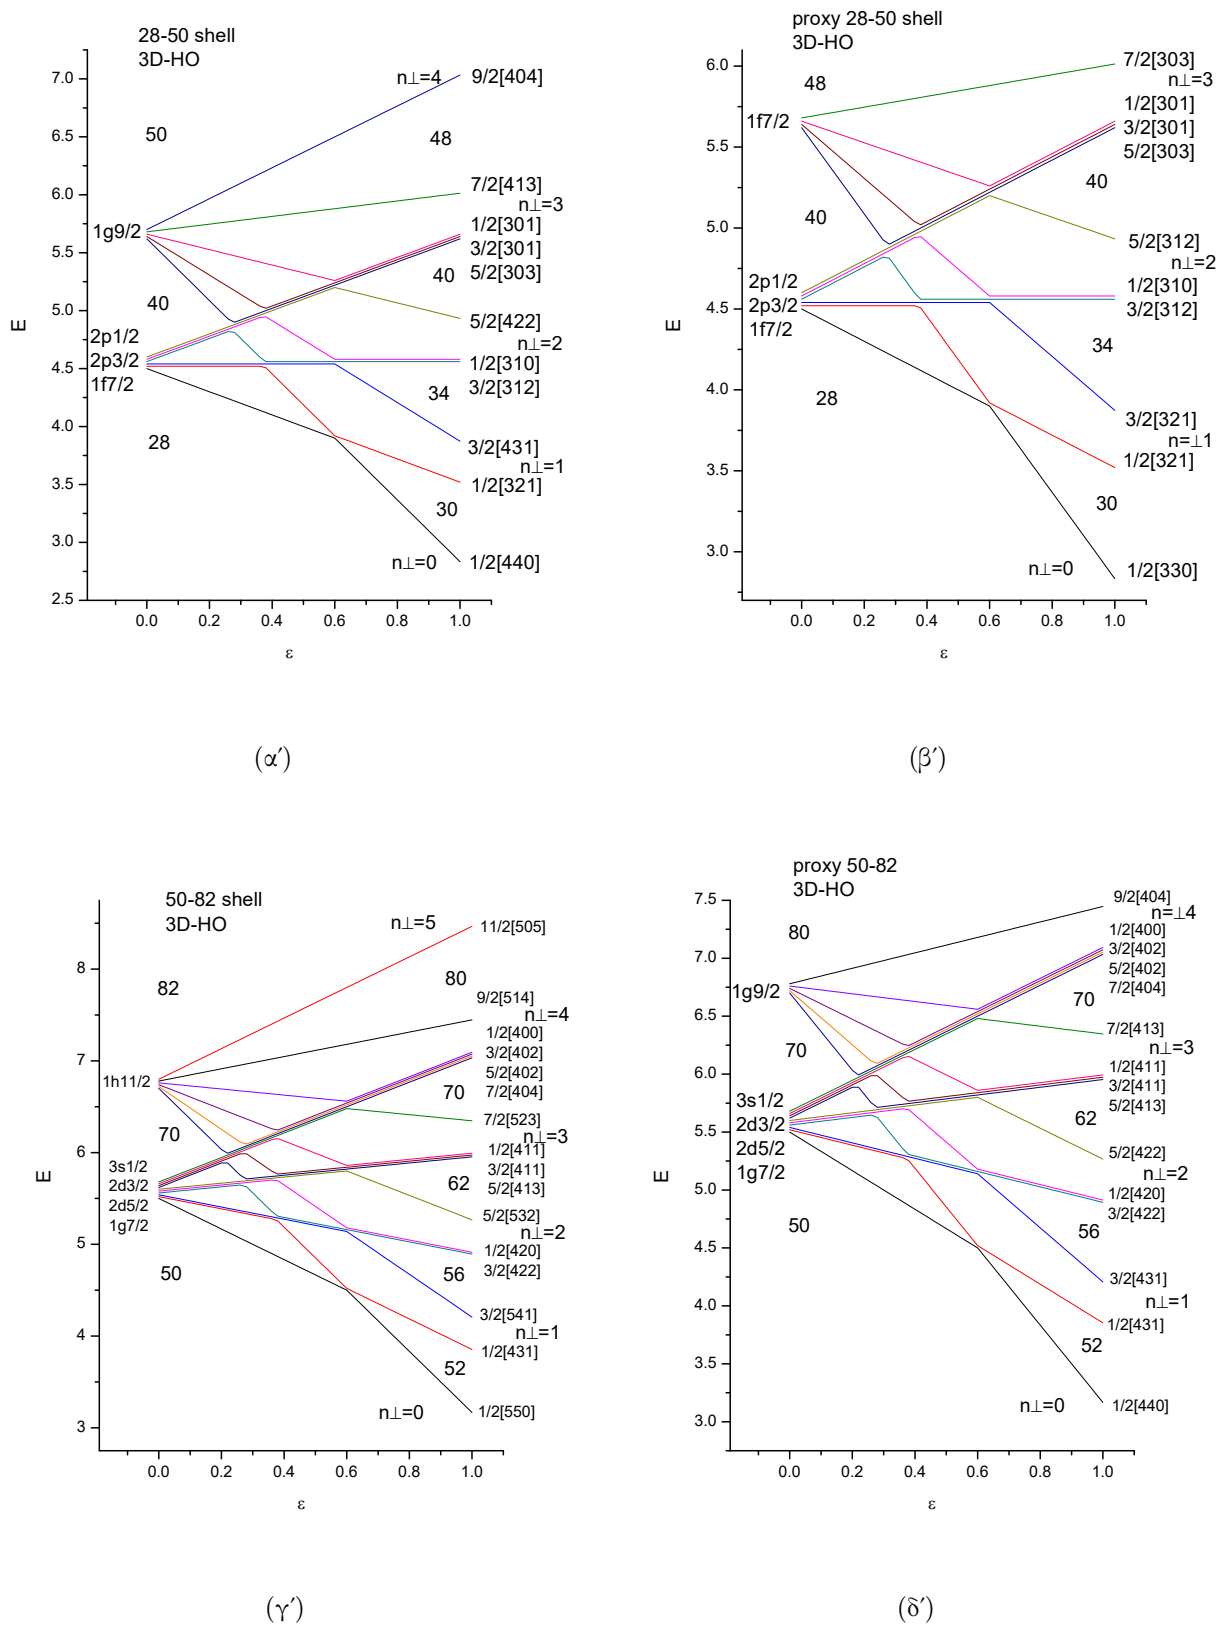 28-50 shell
3D-HO
7.0
6.5
6.0
5.5
5.0
4.5
4.0
3.5
3.0
2.5
E
0.0 0.2 0.4 0.6 0.8 1.0
ε
1g9/2
2p1/2
2p3/2
1f7/2
50
40
28
n⊥=4
9/2[404]
48
7/2[413]
n⊥=3
1/2[301]
3/2[301]
40
5/2[303]
5/2[422]
n⊥=2
1/2[310]
34
3/2[312]
3/2[431]
n⊥=1
1/2[321]
30
n⊥=0
1/2[440]
(α′)
proxy 28-50 shell
3D-HO
6.0
5.5
5.0
4.5
4.0
3.5
3.0
E
0.0 0.2 0.4 0.6 0.8 1.0
ε
48
1f7/2
40
2p1/2
2p3/2
1f7/2
28
7/2[303]
n⊥=3
1/2[301]
3/2[301]
5/2[303]
40
5/2[312]
n⊥=2
1/2[310]
3/2[312]
34
3/2[321]
n=⊥1
1/2[321]
30
n⊥=0
1/2[330]
(β′)
50-82 shell
3D-HO
8
7
6
5
4
3
E
0.0 0.2 0.4 0.6 0.8 1.0
ε
82
1h11/2
70
3s1/2
2d3/2
2d5/2
1g7/2
50
n⊥=5
11/2[505]
80
9/2[514]
n⊥=4
1/2[400]
3/2[402]
5/2[402]
70
7/2[404]
7/2[523]
n⊥=3
1/2[411]
3/2[411]
62
5/2[413]
5/2[532]
n⊥=2
1/2[420]
56
3/2[422]
3/2[541]
n⊥=1
1/2[431]
52
n⊥=0
1/2[550]
(γ′)
proxy 50-82
3D-HO
7.5
7.0
6.5
6.0
5.5
5.0
4.5
4.0
3.5
3.0
E
0.0 0.2 0.4 0.6 0.8 1.0
ε
80
1g9/2
70
3s1/2
2d3/2
2d5/2
1g7/2
50
9/2[404]
n=⊥4
1/2[400]
3/2[402]
5/2[402]
7/2[404]
70
7/2[413]
n⊥=3
1/2[411]
3/2[411]
5/2[413]
62
5/2[422]
n⊥=2
1/2[420]
3/2[422]
56
3/2[431]
n⊥=1
1/2[431]
52
n⊥=0
1/2[440]
(δ′)